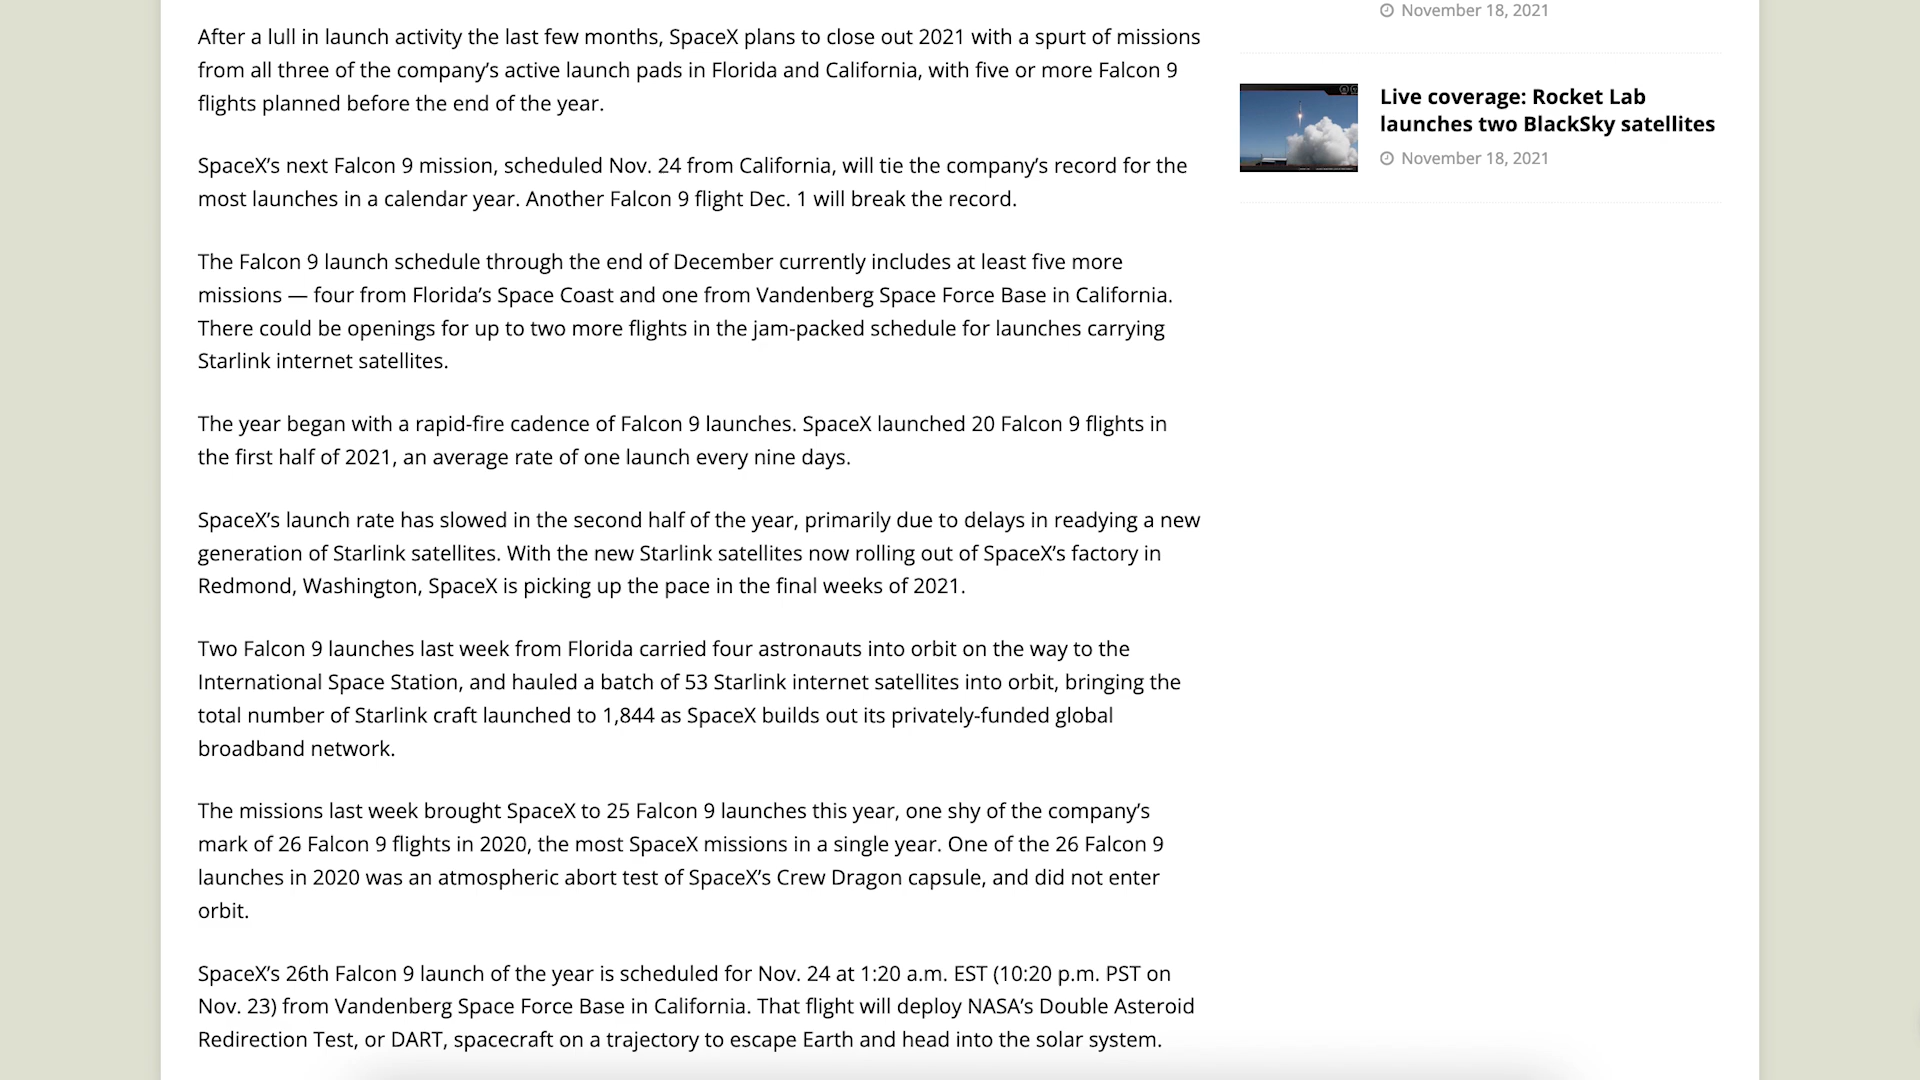 After a lull in launch activity the last few months, SpaceX plans to close out 2021 with a spurt of missions
from all three of the company’s active launch pads in Florida and California, with five or more Falcon 9
flights planned before the end of the year.
SpaceX’s next Falcon 9 mission, scheduled Nov. 24 from California, will tie the company’s record for the
most launches in a calendar year. Another Falcon 9 flight Dec. 1 will break the record.
The Falcon 9 launch schedule through the end of December currently includes at least five more
missions — four from Florida’s Space Coast and one from Vandenberg Space Force Base in California.
There could be openings for up to two more flights in the jam-packed schedule for launches carrying
Starlink internet satellites.
The year began with a rapid-fire cadence of Falcon 9 launches. SpaceX launched 20 Falcon 9 flights in
the first half of 2021, an average rate of one launch every nine days.
SpaceX’s launch rate has slowed in the second half of the year, primarily due to delays in readying a new
generation of Starlink satellites. With the new Starlink satellites now rolling out of SpaceX’s factory in
Redmond, Washington, SpaceX is picking up the pace in the final weeks of 2021.
Two Falcon 9 launches last week from Florida carried four astronauts into orbit on the way to the
International Space Station, and hauled a batch of 53 Starlink internet satellites into orbit, bringing the
total number of Starlink craft launched to 1,844 as SpaceX builds out its privately-funded global
broadband network.
The missions last week brought SpaceX to 25 Falcon 9 launches this year, one shy of the company’s
mark of 26 Falcon 9 flights in 2020, the most SpaceX missions in a single year. One of the 26 Falcon 9
launches in 2020 was an atmospheric abort test of SpaceX’s Crew Dragon capsule, and did not enter
orbit.
SpaceX’s 26th Falcon 9 launch of the year is scheduled for Nov. 24 at 1:20 a.m. EST (10:20 p.m. PST on
Nov. 23) from Vandenberg Space Force Base in California. That flight will deploy NASA’s Double Asteroid
Redirection Test, or DART, spacecraft on a trajectory to escape Earth and head into the solar system.
November 18, 2021
Live coverage: Rocket Lab
launches two BlackSky satellites
November 18, 2021